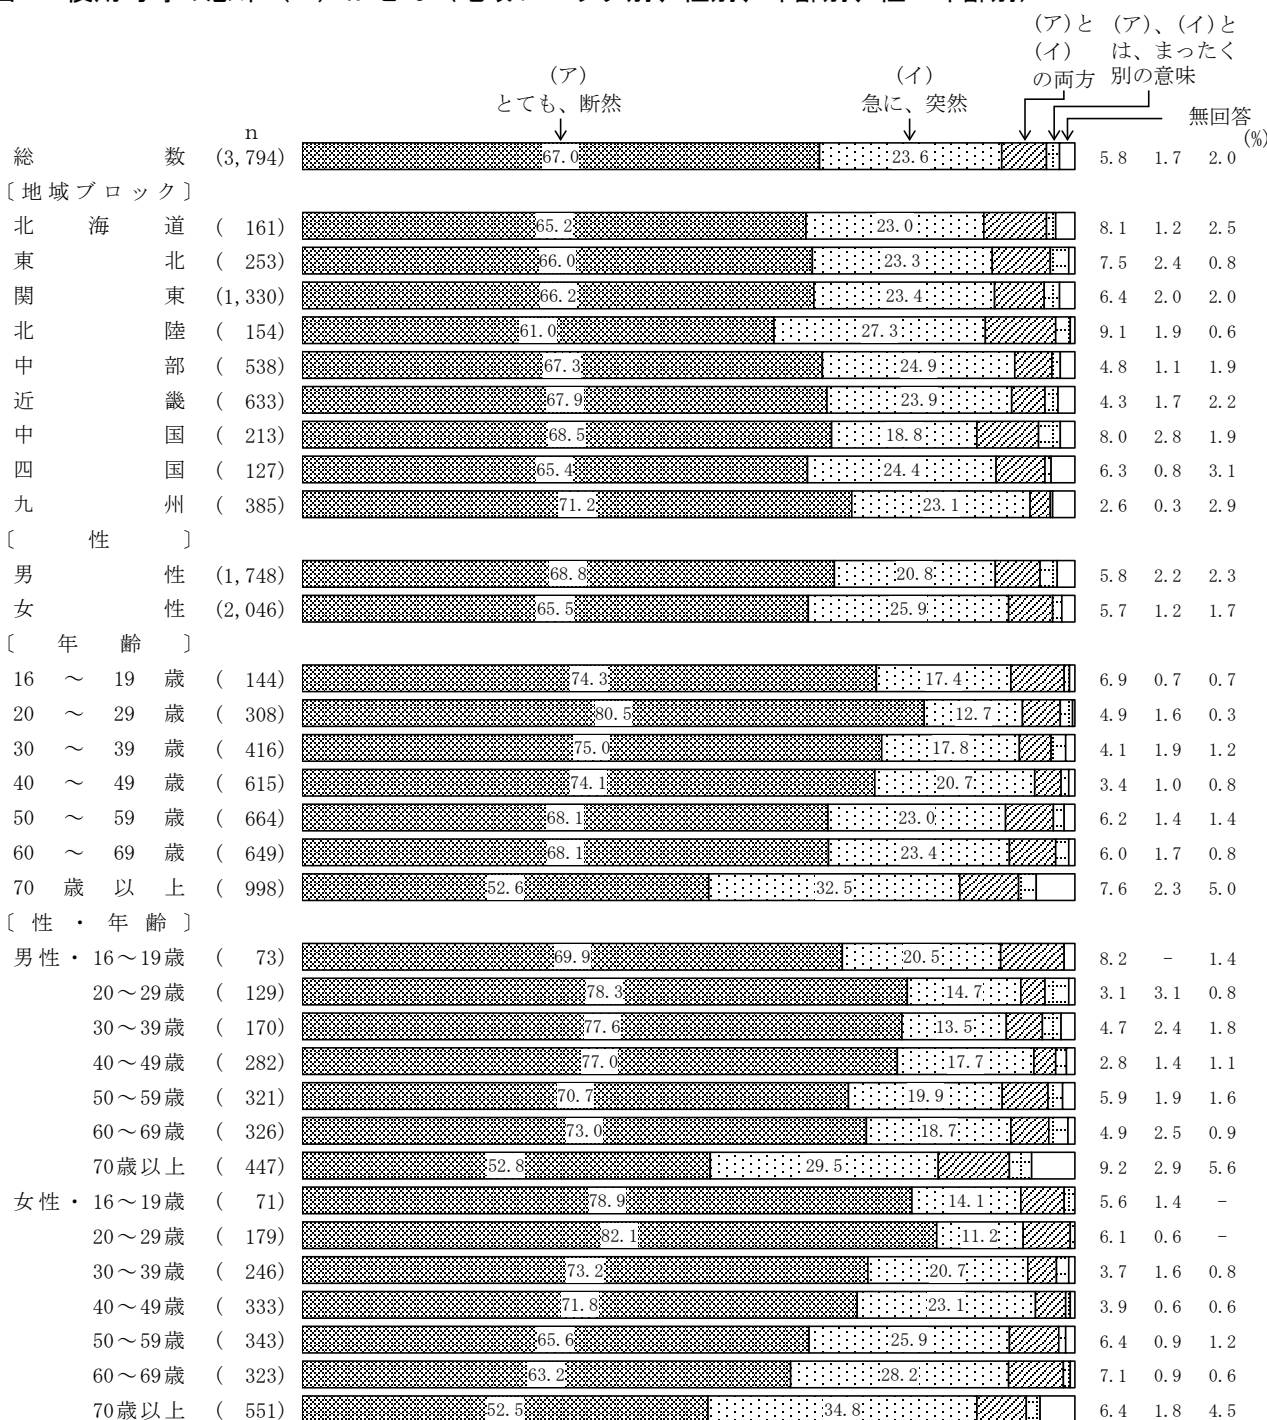 (ア)と (ア)、(イ)と
(イ) は、まったく
の両方 別の意味
(ア) (イ)
とても、断然 急に、突然
無回答
n (%)
総数 (3,794) 67.0 23.6 5.8 1.7 2.0
〔地域ブロック〕
北海道 ( 161) 65.2 23.0 8.1 1.2 2.5
東北 ( 253) 66.0 23.3 7.5 2.4 0.8
関東 (1,330) 66.2 23.4 6.4 2.0 2.0
北陸 ( 154) 61.0 27.3 9.1 1.9 0.6
中部 ( 538) 67.3 24.9 4.8 1.1 1.9
近畿 ( 633) 67.9 23.9 4.3 1.7 2.2
中国 ( 213) 68.5 18.8 8.0 2.8 1.9
四国 ( 127) 65.4 24.4 6.3 0.8 3.1
九州 ( 385) 71.2 23.1 2.6 0.3 2.9
〔性〕
男性 (1,748) 68.8 20.8 5.8 2.2 2.3
女性 (2,046) 65.5 25.9 5.7 1.2 1.7
〔年齢〕
16～19歳 ( 144) 74.3 17.4 6.9 0.7 0.7
20～29歳 ( 308) 80.5 12.7 4.9 1.6 0.3
30～39歳 ( 416) 75.0 17.8 4.1 1.9 1.2
40～49歳 ( 615) 74.1 20.7 3.4 1.0 0.8
50～59歳 ( 664) 68.1 23.0 6.2 1.4 1.4
60～69歳 ( 649) 68.1 23.4 6.0 1.7 0.8
70歳以上 ( 998) 52.6 32.5 7.6 2.3 5.0
〔性・年齢〕
男性・16～19歳 ( 73) 69.9 20.5 8.2 - 1.4
20～29歳 ( 129) 78.3 14.7 3.1 3.1 0.8
30～39歳 ( 170) 77.6 13.5 4.7 2.4 1.8
40～49歳 ( 282) 77.0 17.7 2.8 1.4 1.1
50～59歳 ( 321) 70.7 19.9 5.9 1.9 1.6
60～69歳 ( 326) 73.0 18.7 4.9 2.5 0.9
70歳以上 ( 447) 52.8 29.5 9.2 2.9 5.6
女性・16～19歳 ( 71) 78.9 14.1 5.6 1.4 -
20～29歳 ( 179) 82.1 11.2 6.1 0.6 -
30～39歳 ( 246) 73.2 20.7 3.7 1.6 0.8
40～49歳 ( 333) 71.8 23.1 3.9 0.6 0.6
50～59歳 ( 343) 65.6 25.9 6.4 0.9 1.2
60～69歳 ( 323) 63.2 28.2 7.1 0.9 0.6
70歳以上 ( 551) 52.5 34.8 6.4 1.8 4.5